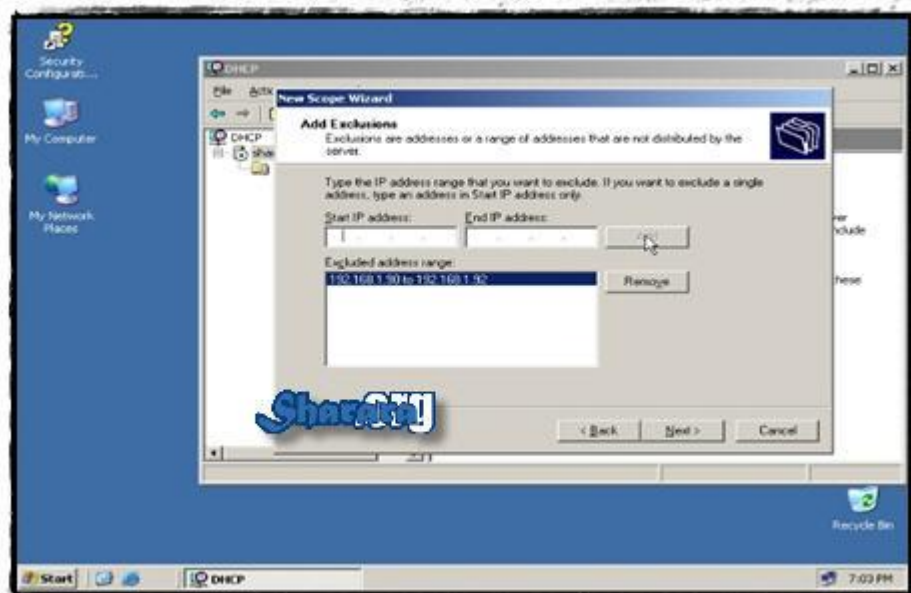 Security
Configurati...
My Computer
My Network
Places
DHCP
File
New Scope Wizard
DHCP
Add Exclusions
Exclusions are addresses or a range of addresses that are not distributed by the
server.
Type the IP address range that you want to exclude. If you want to exclude a single
address, type an address in Start IP address only.
Start IP address:
End IP address:
Excluded address range:
192.168.1.90 to 192.168.1.92
Remove
Sharara.org
< Back
Next >
Cancel
Recycle Bin
Start
DHCP
7:03 PM